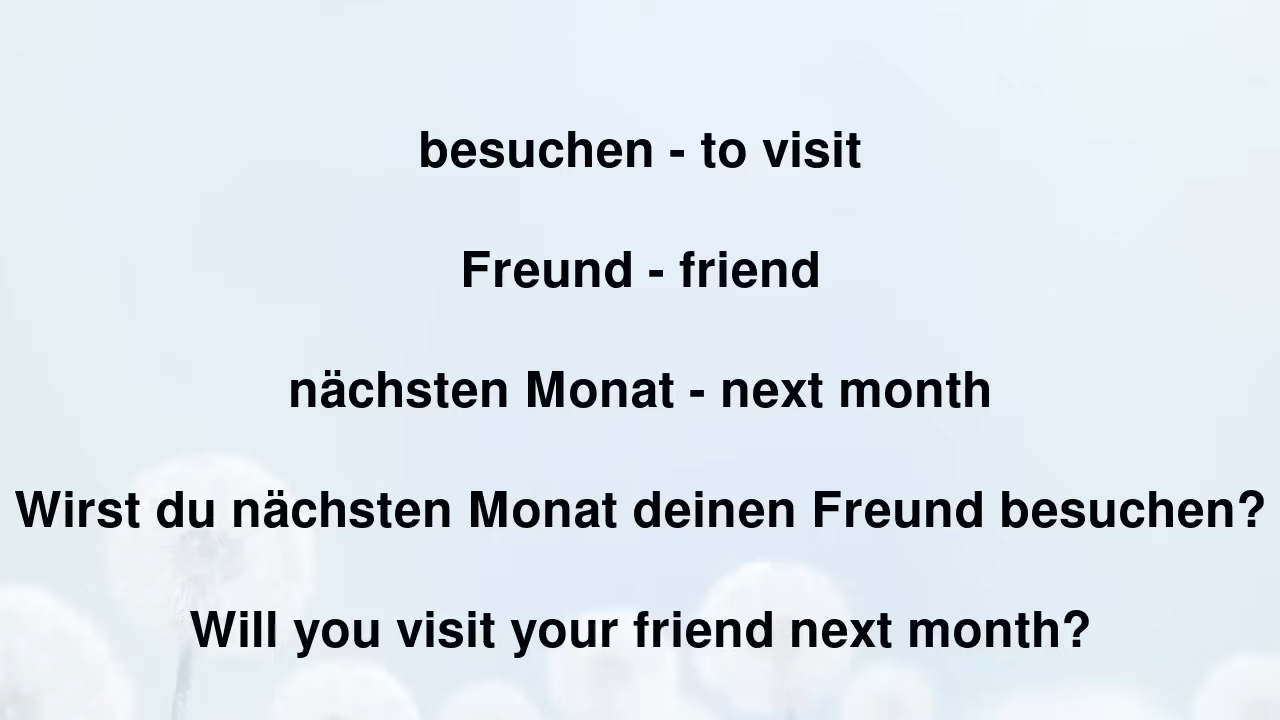 besuchen - to visit
Freund - friend
nächsten Monat - next month
Wirst du nächsten Monat deinen Freund besuchen?
Will you visit your friend next month?